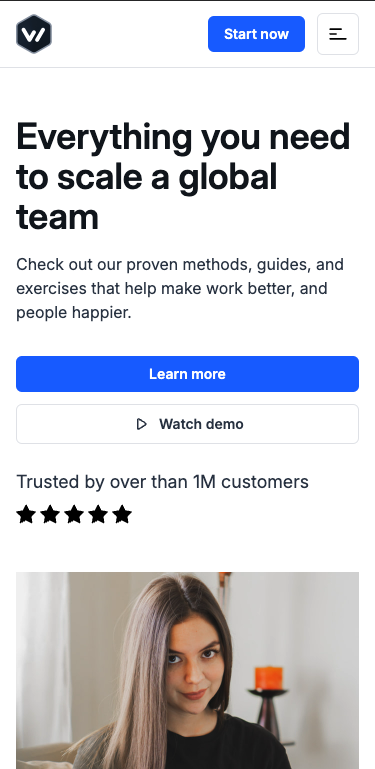 Start now
Everything you need
to scale a global
team
Check out our proven methods, guides, and
exercises that help make work better, and
people happier.
Learn more
Watch demo
Trusted by over than 1M customers